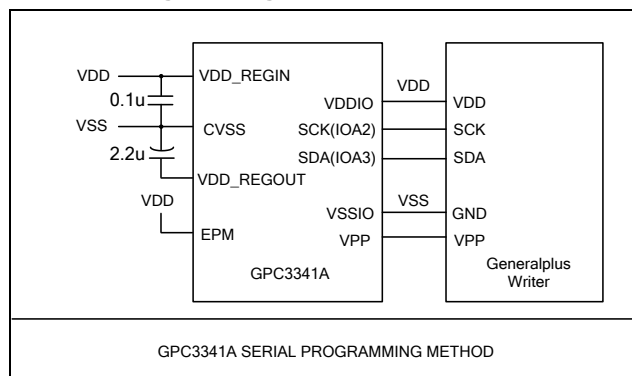 VDD
VDD_REGIN
0.1u
VSS
CVSS
2.2u
VDD_REGOUT
VDD
EPM
VDDIO
SCK(IOA2)
SDA(IOA3)
VSSIO
VPP
GPC3341A
VDD
VSS
VDD
SCK
SDA
GND
VPP
Generalplus
Writer
GPC3341A SERIAL PROGRAMMING METHOD